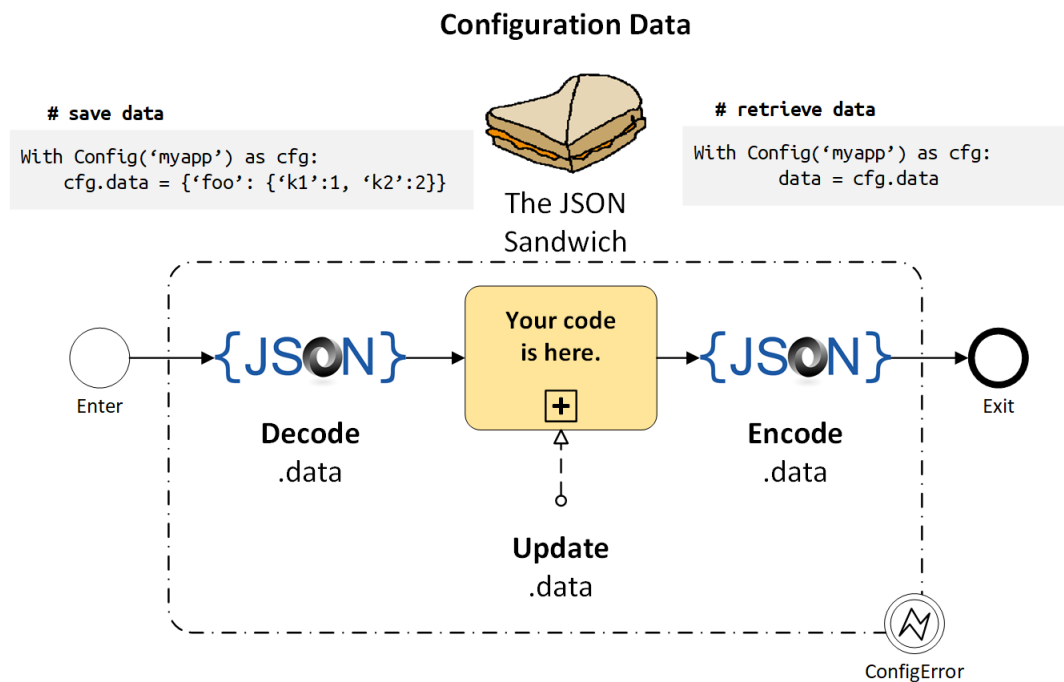 Configuration Data
# save data
With Config(‘myapp’) as cfg:
cfg.data = {‘foo’: {‘k1’:1, ‘k2’:2}}
# retrieve data
With Config(‘myapp’) as cfg:
data = cfg.data
The JSON
Sandwich
Enter
{JSON}
Decode
.data
Your code
is here.
Update
.data
{JSON}
Encode
.data
Exit
ConfigError